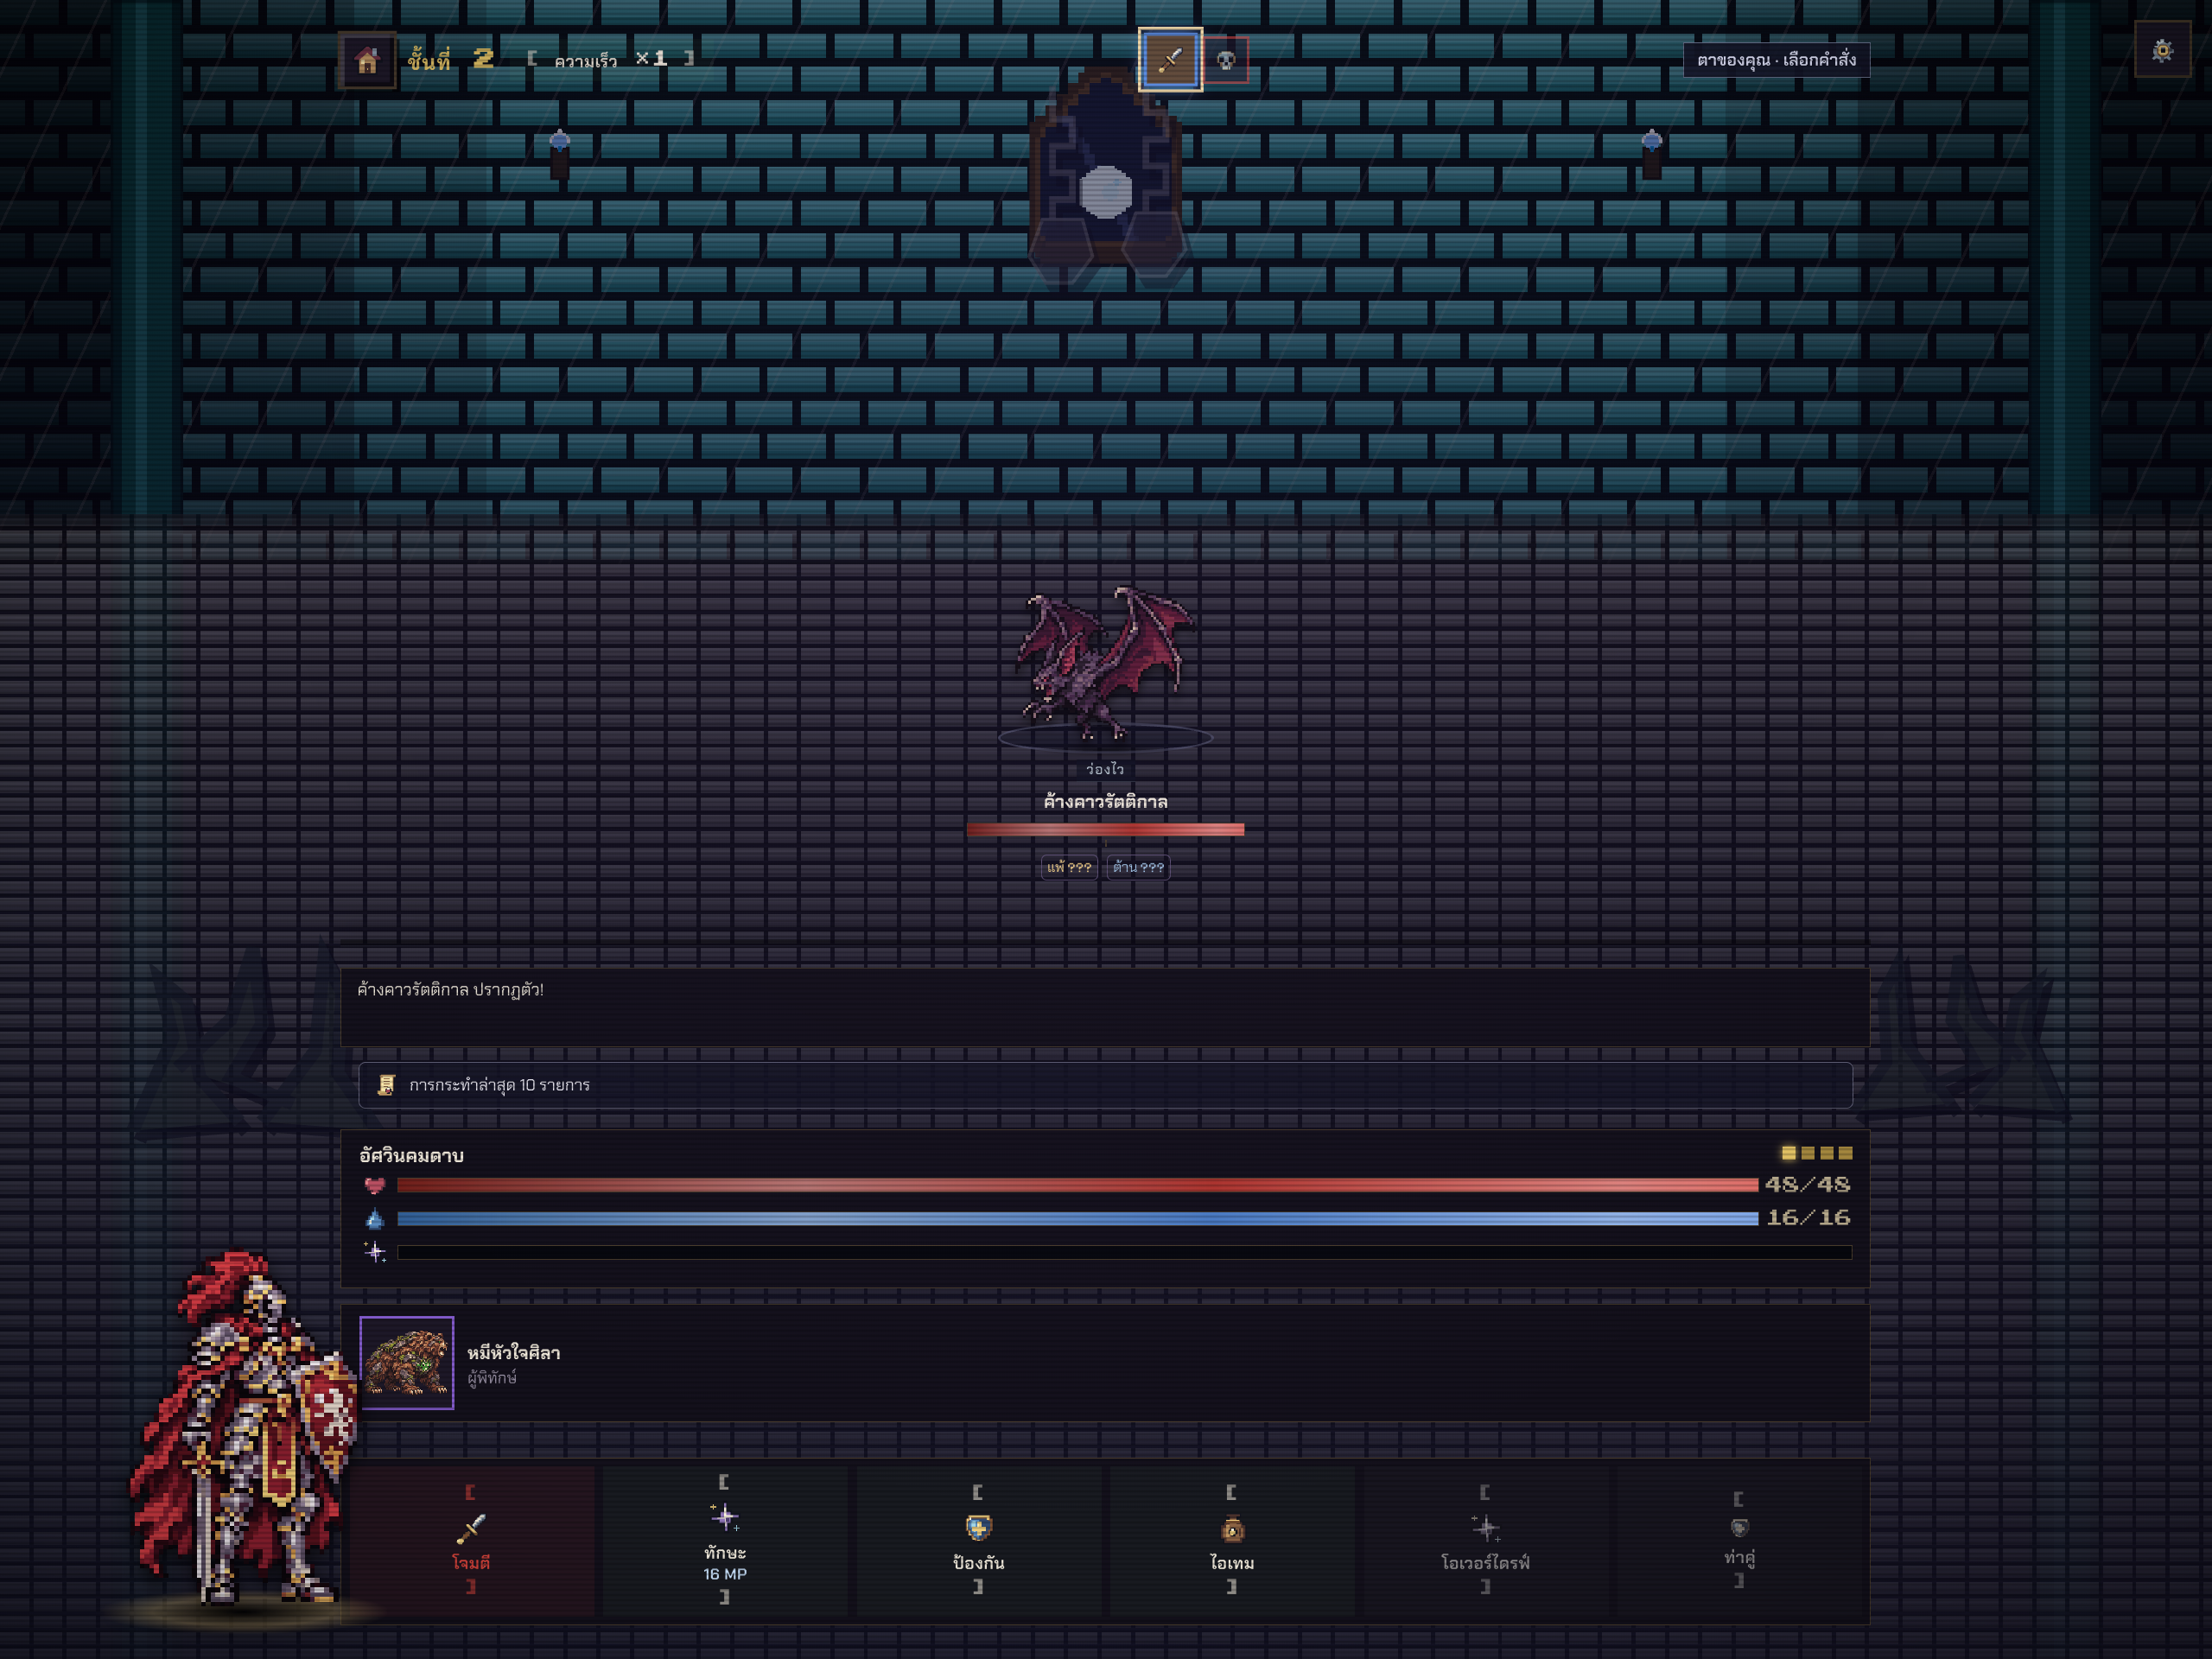 ชั้นที่ 2 [ ความเร็ว ×1 ]
ตาของคุณ · เลือกคำสั่ง
ว่องไว
ค้างคาวรัตติกาล
แพ้ ??? ต้าน ???
ค้างคาวรัตติกาล ปรากฏตัว!
การกระทำล่าสุด 10 รายการ
อัศวินคมดาบ
48/48
16/16
หมีหัวใจศิลา
ผู้พิทักษ์
[ โจมตี ]
[ ทักษะ
16 MP ]
[ ป้องกัน ]
[ ไอเทม ]
[ โอเวอร์ไดรฟ์ ]
[ ท่าคู่ ]